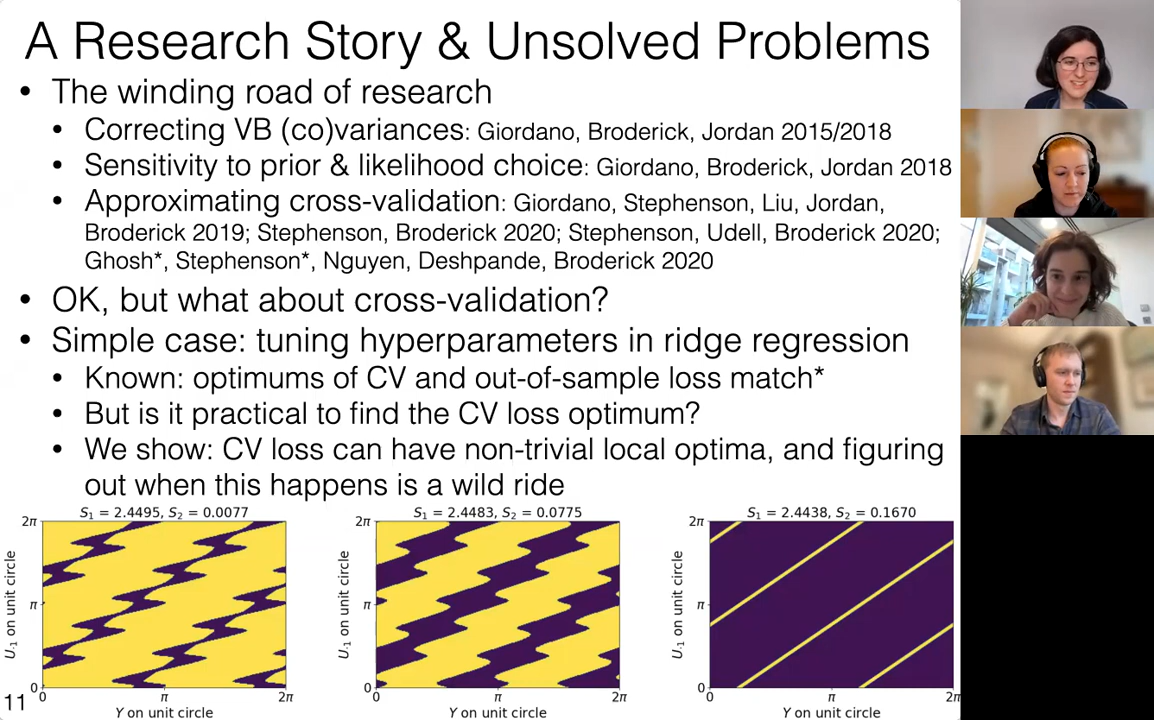 A Research Story & Unsolved Problems
• The winding road of research
• Correcting VB (co)variances: Giordano, Broderick, Jordan 2015/2018
• Sensitivity to prior & likelihood choice: Giordano, Broderick, Jordan 2018
• Approximating cross-validation: Giordano, Stephenson, Liu, Jordan,
Broderick 2019; Stephenson, Broderick 2020; Stephenson, Udell, Broderick 2020;
Ghosh*, Stephenson*, Nguyen, Deshpande, Broderick 2020
• OK, but what about cross-validation?
• Simple case: tuning hyperparameters in ridge regression
• Known: optimums of CV and out-of-sample loss match*
• But is it practical to find the CV loss optimum?
• We show: CV loss can have non-trivial local optima, and figuring
out when this happens is a wild ride
S₁ = 2.4495, S₂ = 0.0077
2π
π
0
U.₁ on unit circle
0 π 2π
Y on unit circle
S₁ = 2.4483, S₂ = 0.0775
2π
π
0
U.₁ on unit circle
0 π 2π
Y on unit circle
S₁ = 2.4438, S₂ = 0.1670
2π
π
0
U.₁ on unit circle
0 π 2π
Y on unit circle
11